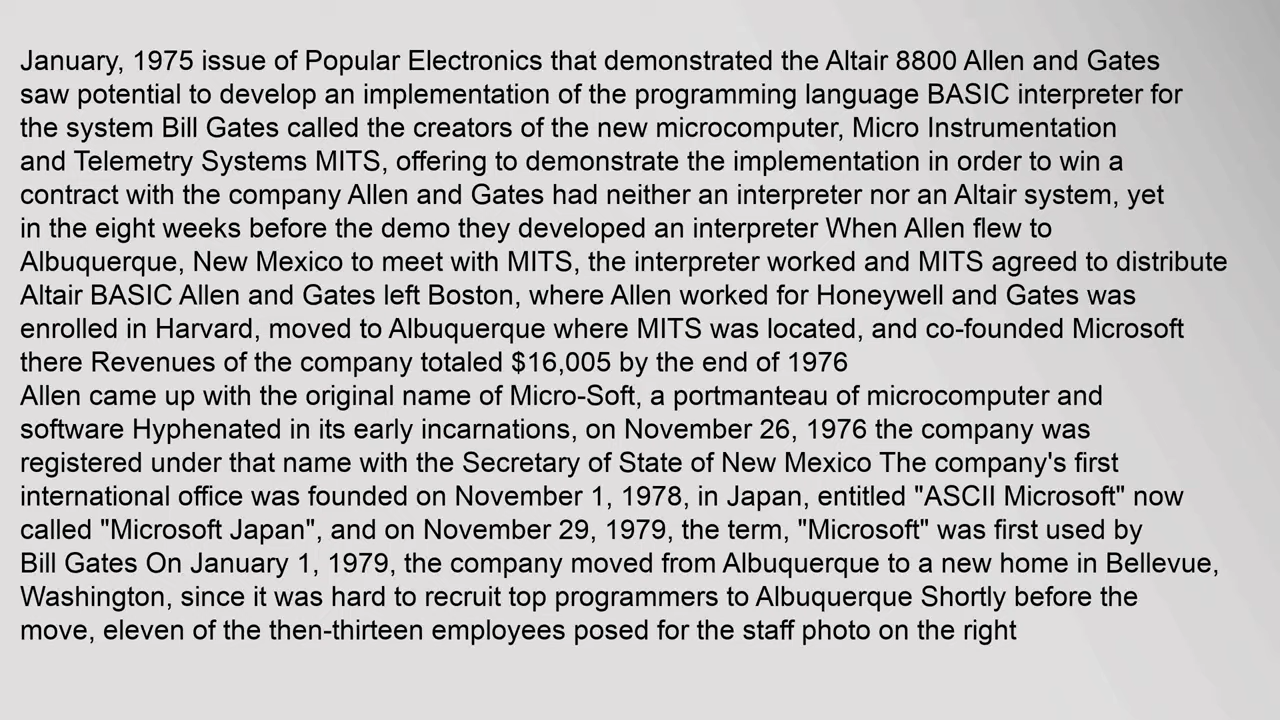 January, 1975 issue of Popular Electronics that demonstrated the Altair 8800 Allen and Gates
saw potential to develop an implementation of the programming language BASIC interpreter for
the system Bill Gates called the creators of the new microcomputer, Micro Instrumentation
and Telemetry Systems MITS, offering to demonstrate the implementation in order to win a
contract with the company Allen and Gates had neither an interpreter nor an Altair system, yet
in the eight weeks before the demo they developed an interpreter When Allen flew to
Albuquerque, New Mexico to meet with MITS, the interpreter worked and MITS agreed to distribute
Altair BASIC Allen and Gates left Boston, where Allen worked for Honeywell and Gates was
enrolled in Harvard, moved to Albuquerque where MITS was located, and co-founded Microsoft
there Revenues of the company totaled $16,005 by the end of 1976
Allen came up with the original name of Micro-Soft, a portmanteau of microcomputer and
software Hyphenated in its early incarnations, on November 26, 1976 the company was
registered under that name with the Secretary of State of New Mexico The company's first
international office was founded on November 1, 1978, in Japan, entitled "ASCII Microsoft" now
called "Microsoft Japan", and on November 29, 1979, the term, "Microsoft" was first used by
Bill Gates On January 1, 1979, the company moved from Albuquerque to a new home in Bellevue,
Washington, since it was hard to recruit top programmers to Albuquerque Shortly before the
move, eleven of the then-thirteen employees posed for the staff photo on the right